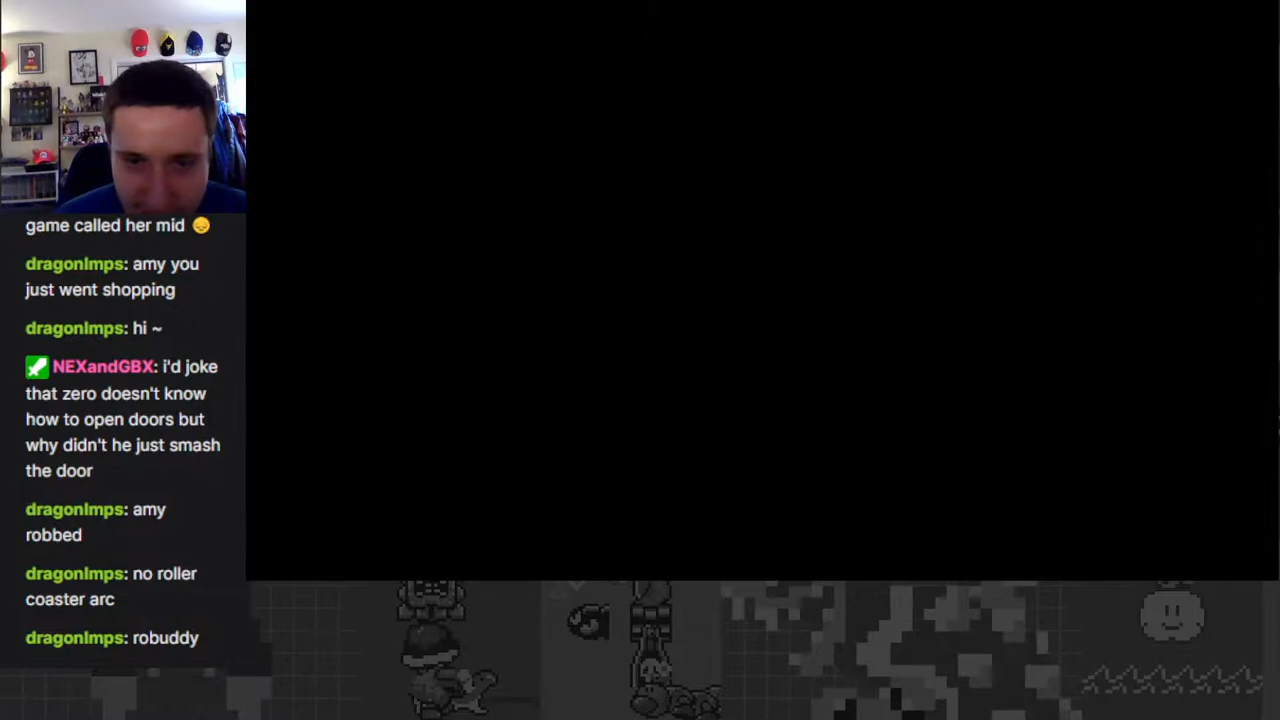 game called her mid 😔
dragonImps: amy you
just went shopping
dragonImps: hi ~
NEXandGBX: i'd joke
that zero doesn't know
how to open doors but
why didn't he just smash
the door
dragonImps: amy
robbed
dragonImps: no roller
coaster arc
dragonImps: robuddy